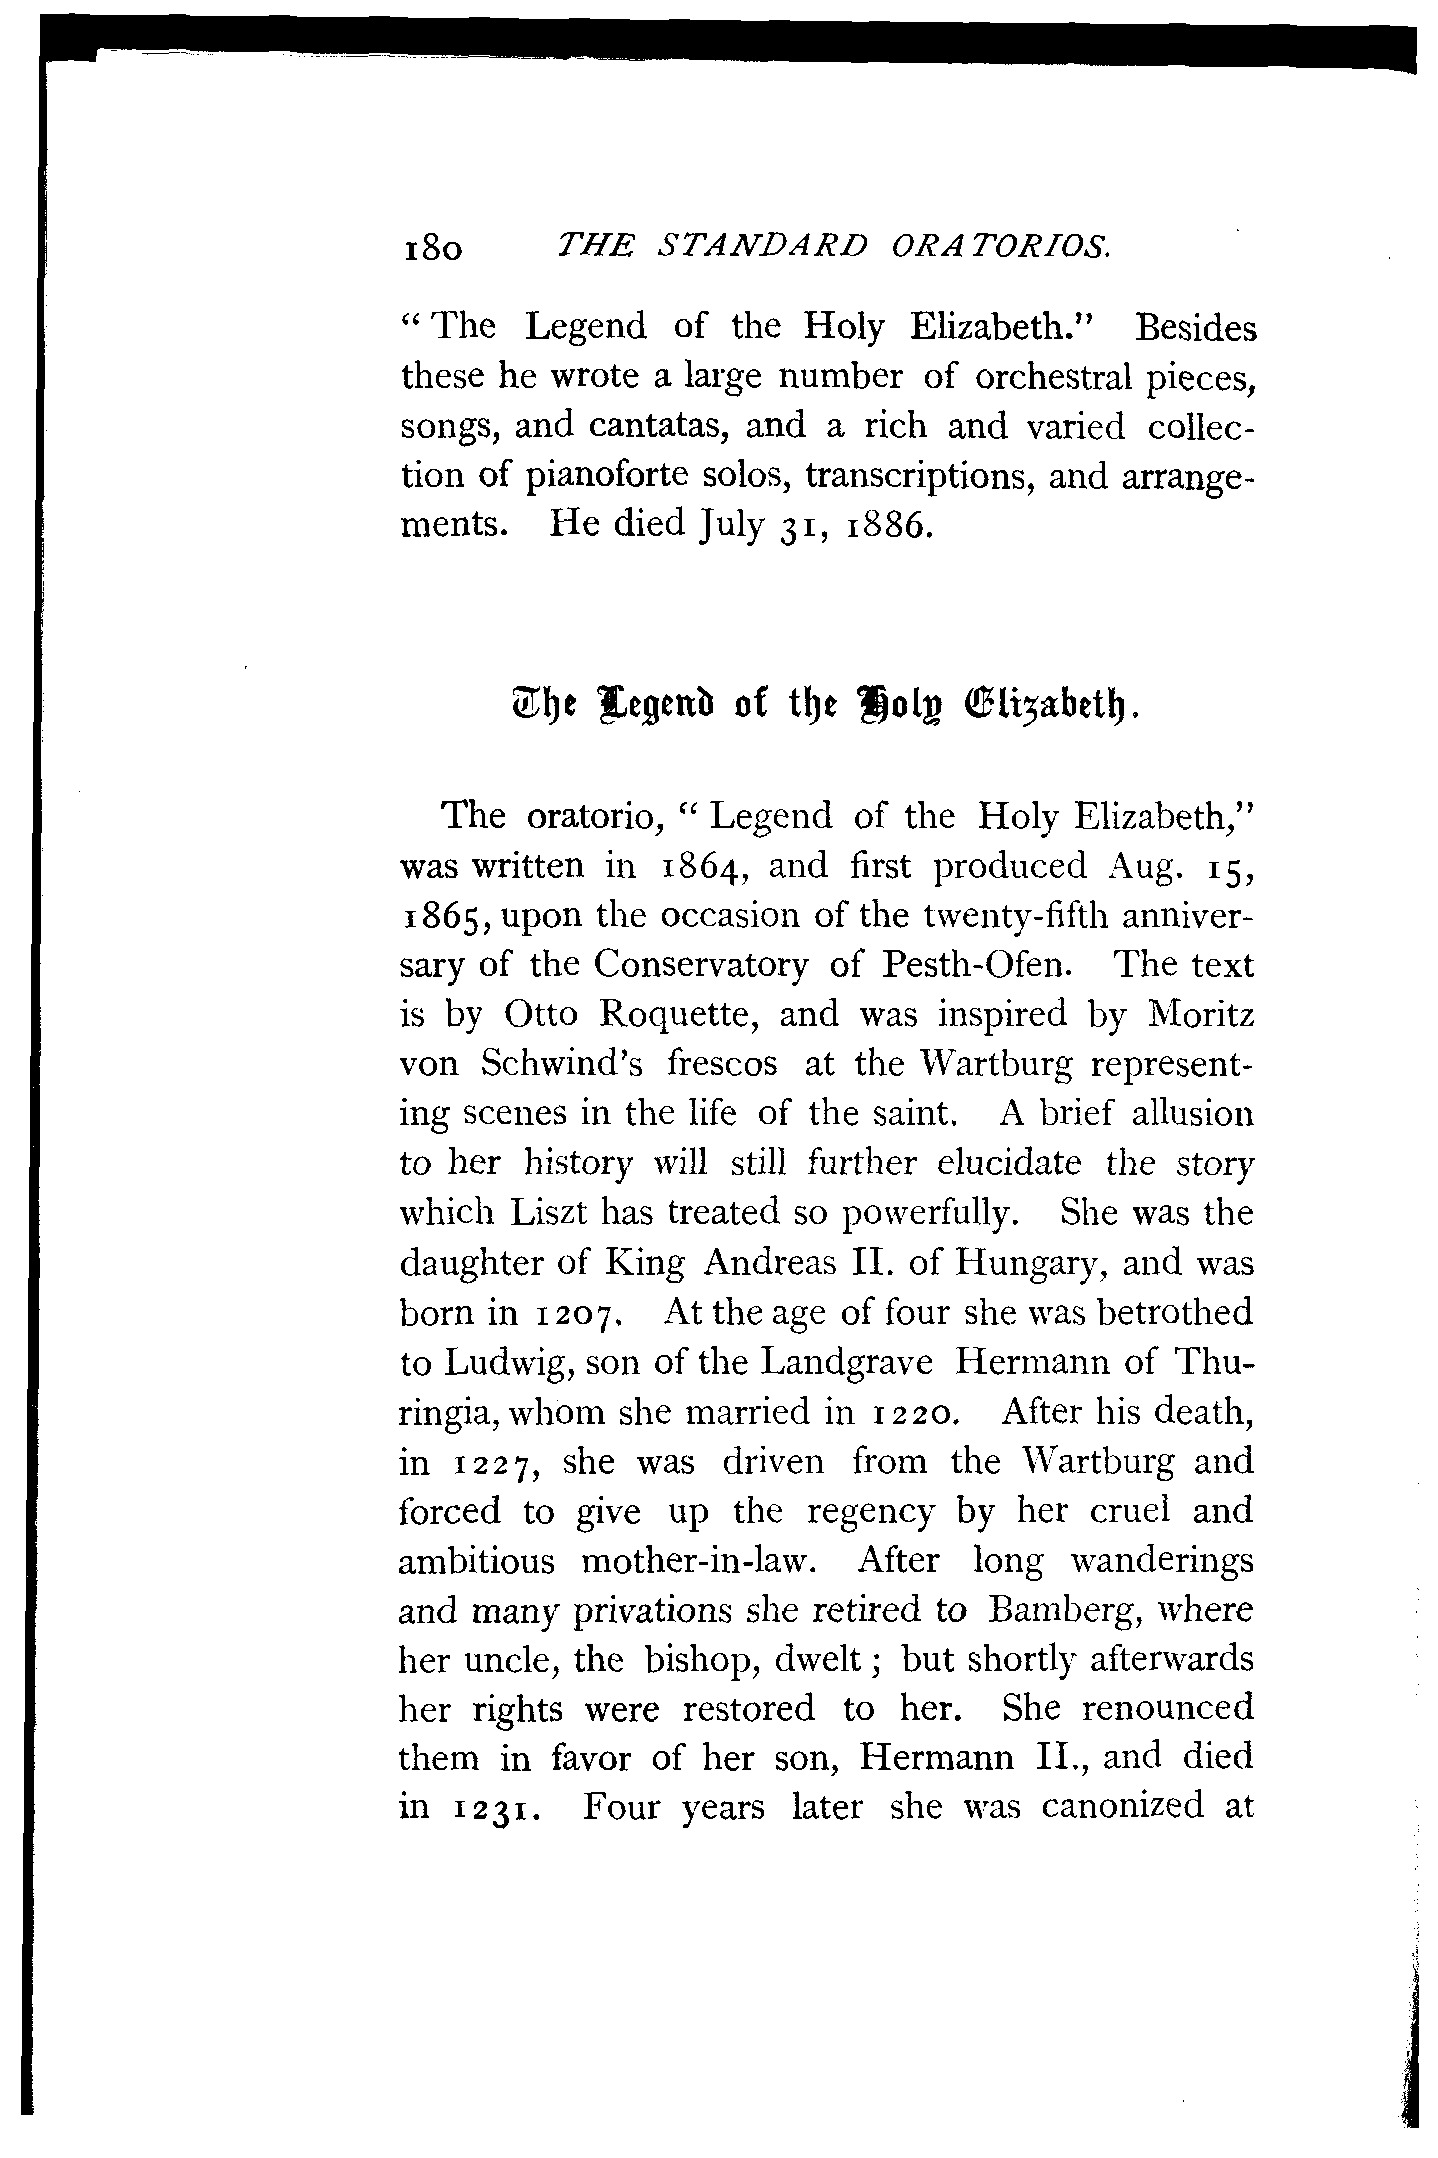 180 THE STANDARD ORATORIOS.
“The Legend of the Holy Elizabeth.” Besides
these he wrote a large number of orchestral pieces,
songs, and cantatas, and a rich and varied collec-
tion of pianoforte solos, transcriptions, and arrange-
ments. He died July 31, 1886.
The Legend of the Holy Elizabeth.
The oratorio, “Legend of the Holy Elizabeth,”
was written in 1864, and first produced Aug. 15,
1865, upon the occasion of the twenty-fifth anniver-
sary of the Conservatory of Pesth-Ofen. The text
is by Otto Roquette, and was inspired by Moritz
von Schwind's frescos at the Wartburg represent-
ing scenes in the life of the saint. A brief allusion
to her history will still further elucidate the story
which Liszt has treated so powerfully. She was the
daughter of King Andreas II. of Hungary, and was
born in 1207. At the age of four she was betrothed
to Ludwig, son of the Landgrave Hermann of Thu-
ringia, whom she married in 1220. After his death,
in 1227, she was driven from the Wartburg and
forced to give up the regency by her cruel and
ambitious mother-in-law. After long wanderings
and many privations she retired to Bamberg, where
her uncle, the bishop, dwelt; but shortly afterwards
her rights were restored to her. She renounced
them in favor of her son, Hermann II., and died
in 1231. Four years later she was canonized at